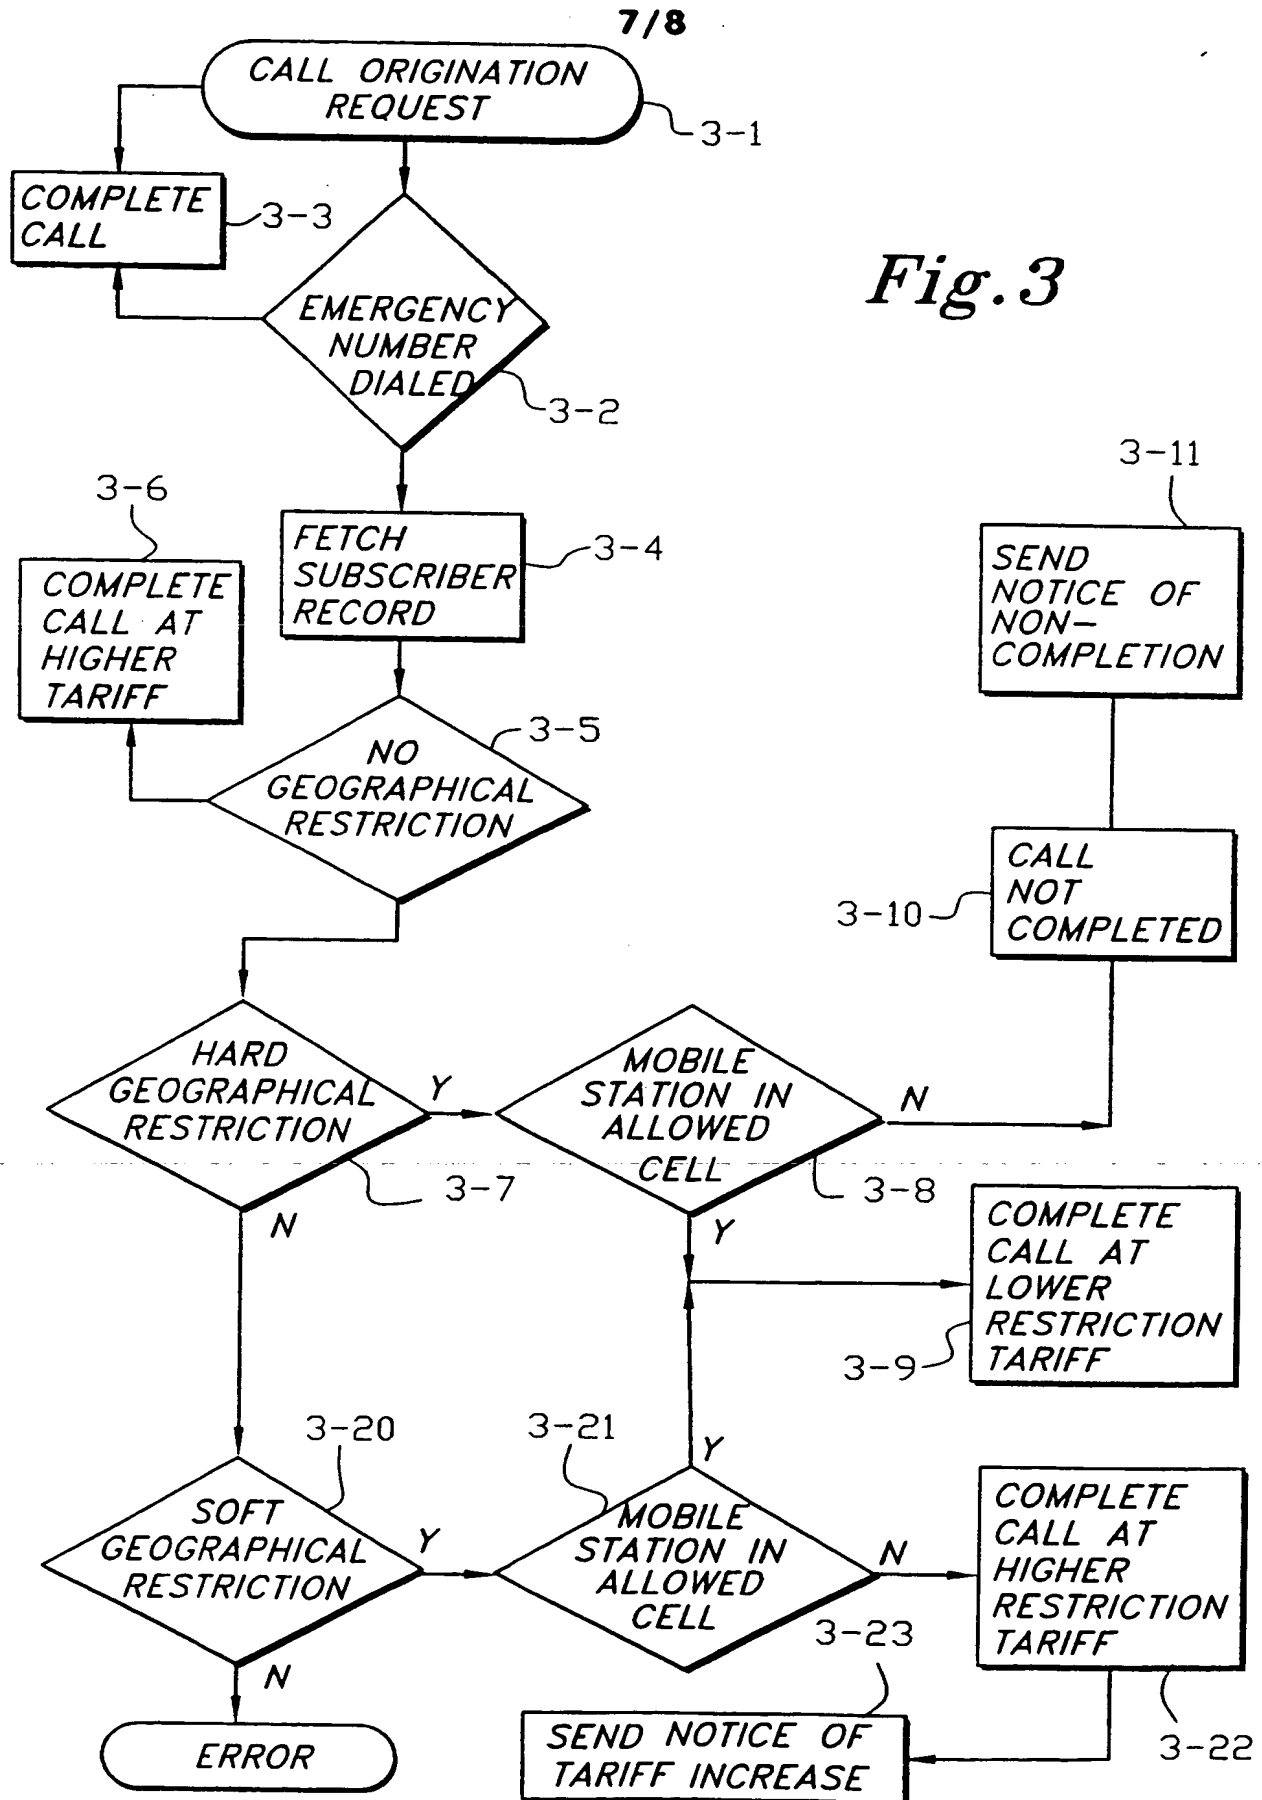 7/8
CALL ORIGINATION
REQUEST
3-1
COMPLETE
CALL
3-3
Fig.3
EMERGENCY
NUMBER
DIALED
3-2
3-11
3-6
FETCH
SUBSCRIBER
RECORD
3-4
SEND
NOTICE OF
NON-
COMPLETION
COMPLETE
CALL AT
HIGHER
TARIFF
3-5
NO
GEOGRAPHICAL
RESTRICTION
CALL
NOT
COMPLETED
3-10
HARD
GEOGRAPHICAL
RESTRICTION
Y
3-7
N
MOBILE
STATION IN
ALLOWED
CELL
N
3-8
Y
COMPLETE
CALL AT
LOWER
RESTRICTION
TARIFF
3-9
3-20
SOFT
GEOGRAPHICAL
RESTRICTION
Y
N
3-21
Y
MOBILE
STATION IN
ALLOWED
CELL
N
COMPLETE
CALL AT
HIGHER
RESTRICTION
TARIFF
3-23
3-22
ERROR
SEND NOTICE OF
TARIFF INCREASE